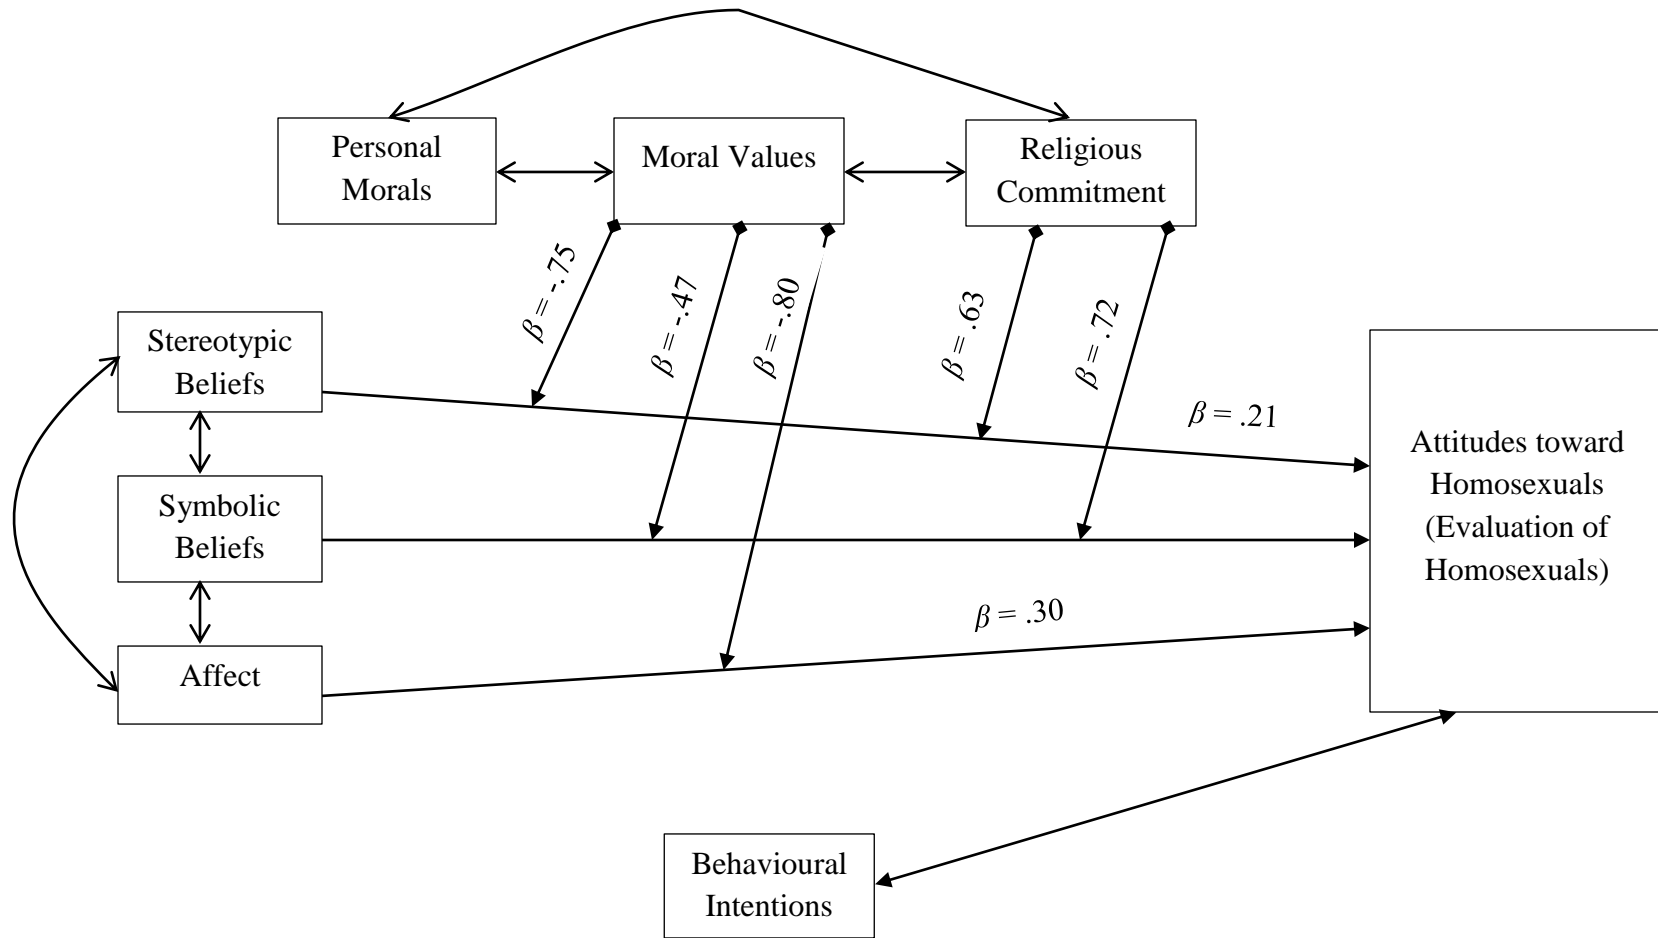 Personal
Morals
Moral Values
Religious
Commitment
β = -.75
β = -.47
β = -.80
β = .63
β = .72
Stereotypic
Beliefs
β = .21
Symbolic
Beliefs
Attitudes toward
Homosexuals
(Evaluation of
Homosexuals)
β = .30
Affect
Behavioural
Intentions